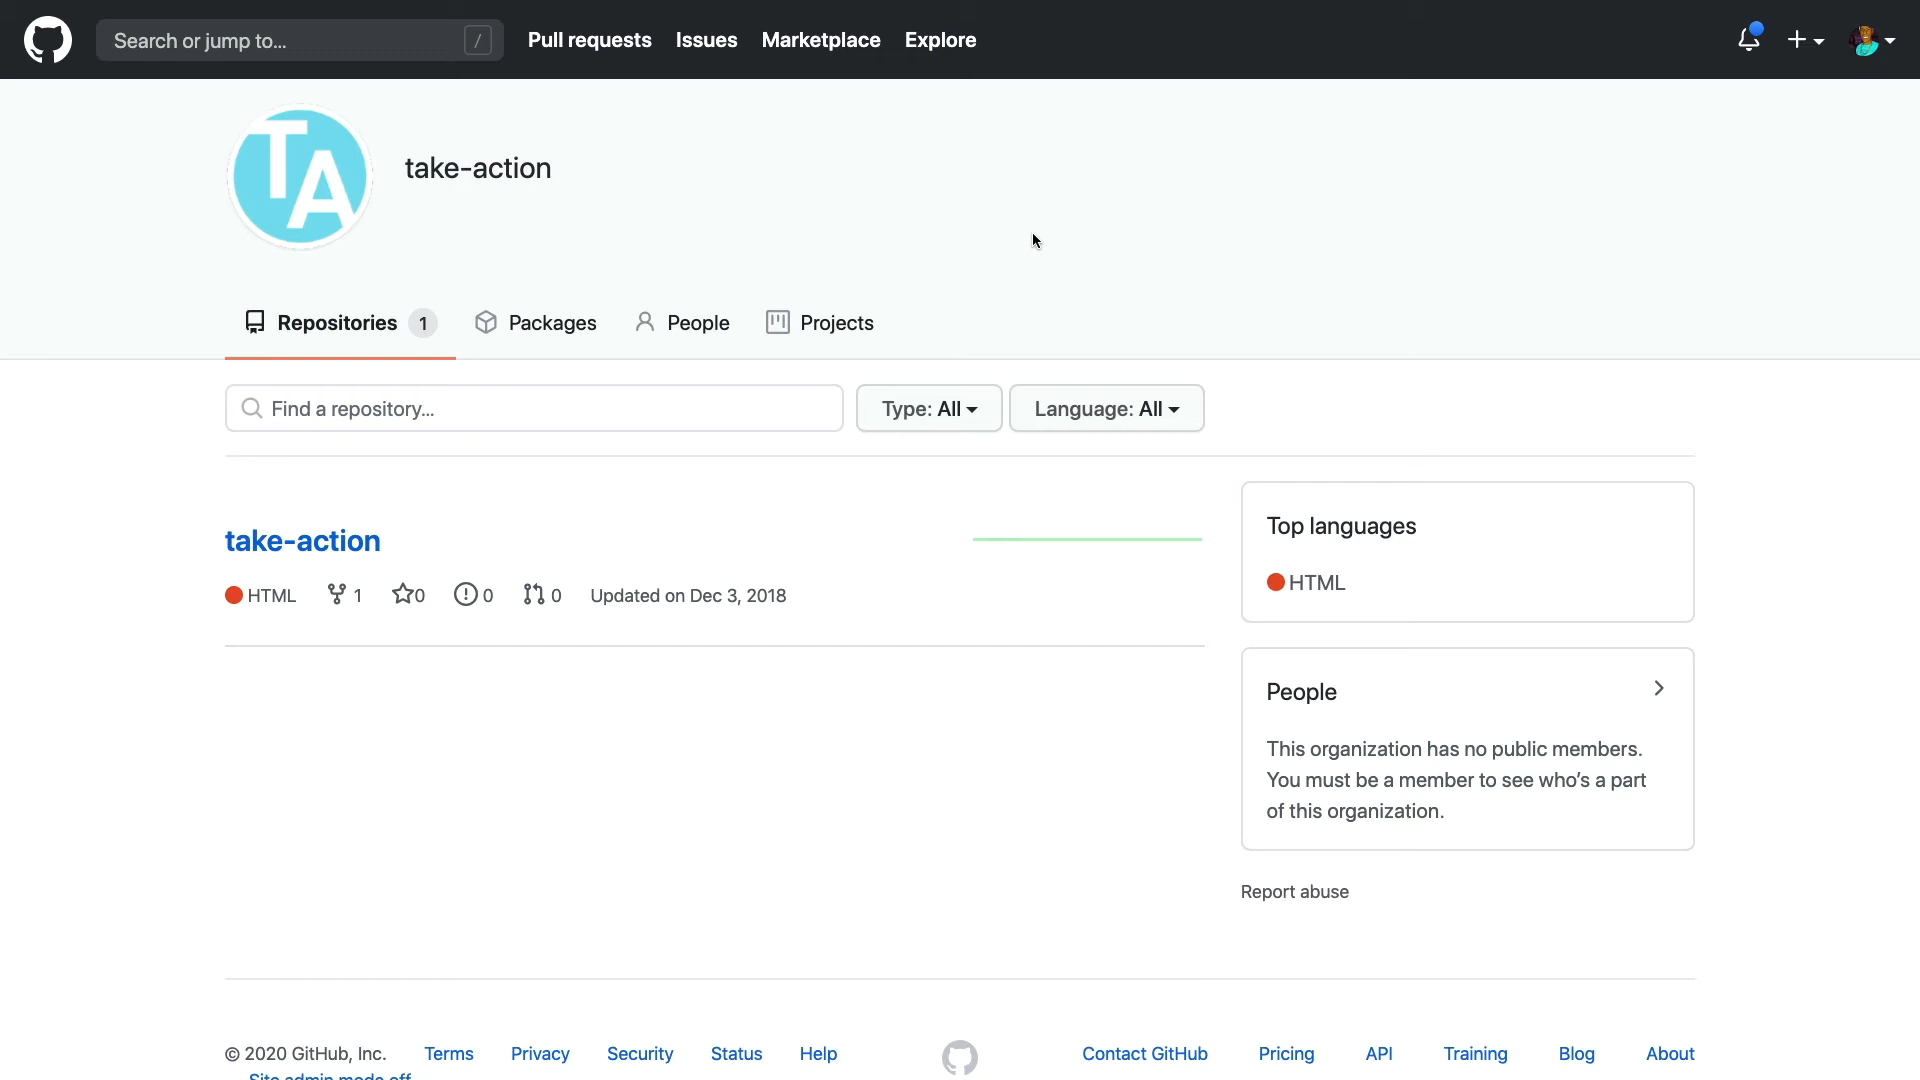 Search or jump to... /
Pull requests Issues Marketplace Explore
TA
take-action
Repositories 1 Packages People Projects
Find a repository... Type: All Language: All
take-action
HTML 1 0 0 0 Updated on Dec 3, 2018
Top languages
HTML
People
This organization has no public members.
You must be a member to see who's a part
of this organization.
Report abuse
© 2020 GitHub, Inc. Terms Privacy Security Status Help Contact GitHub Pricing API Training Blog About
Site admin mode off